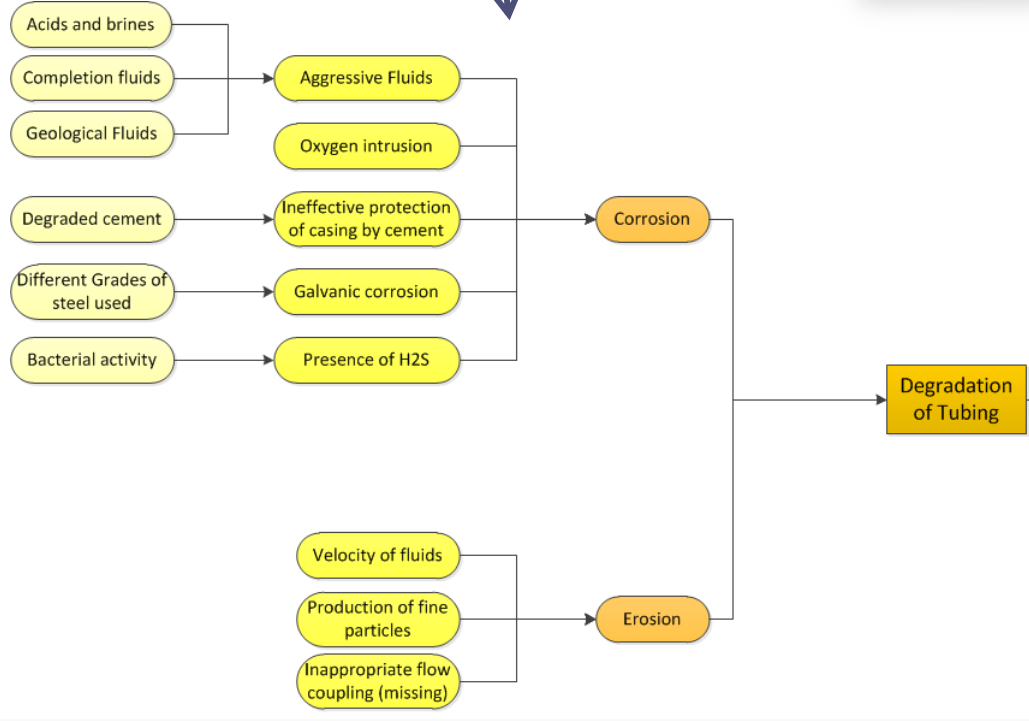 Acids and brines
Completion fluids
Geological Fluids
Aggressive Fluids
Oxygen intrusion
Degraded cement
Ineffective protection
of casing by cement
Corrosion
Different Grades of
steel used
Galvanic corrosion
Bacterial activity
Presence of H2S
Degradation
of Tubing
Velocity of fluids
Production of fine
particles
Erosion
Inappropriate flow
coupling (missing)